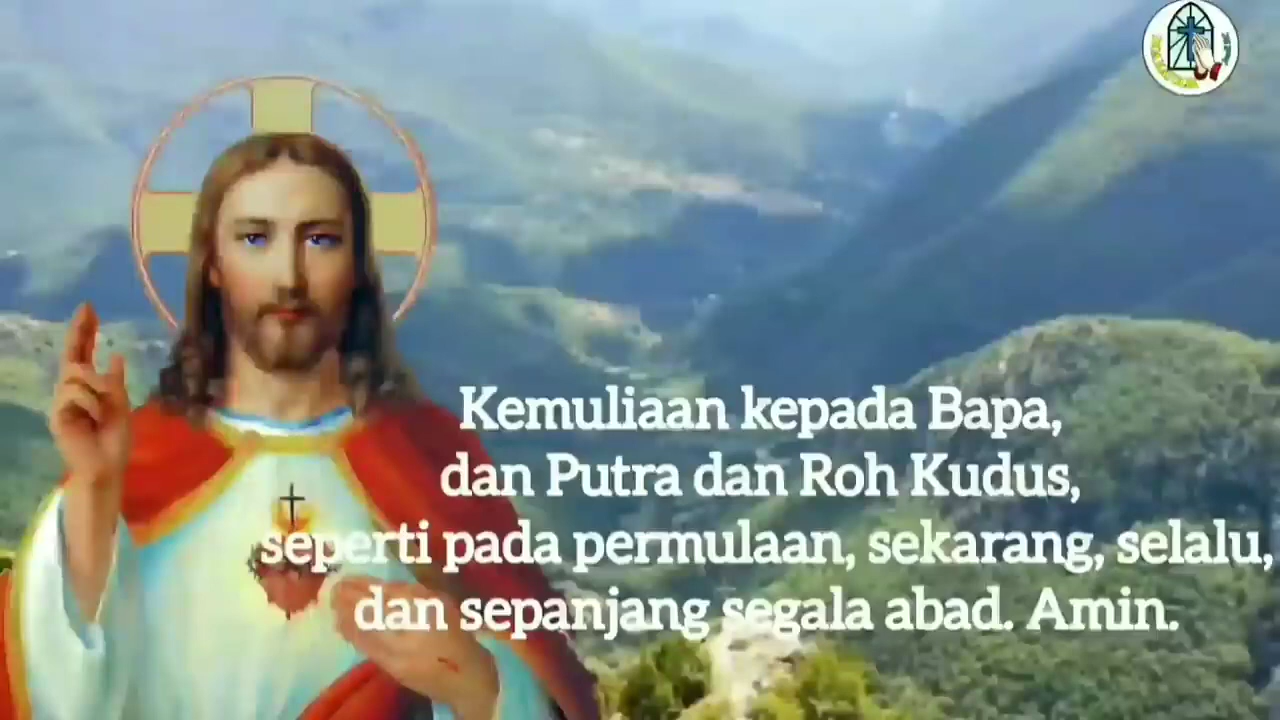 Kemuliaan kepada Bapa,
dan Putra dan Roh Kudus,
seperti pada permulaan, sekarang, selalu,
dan sepanjang segala abad. Amin.